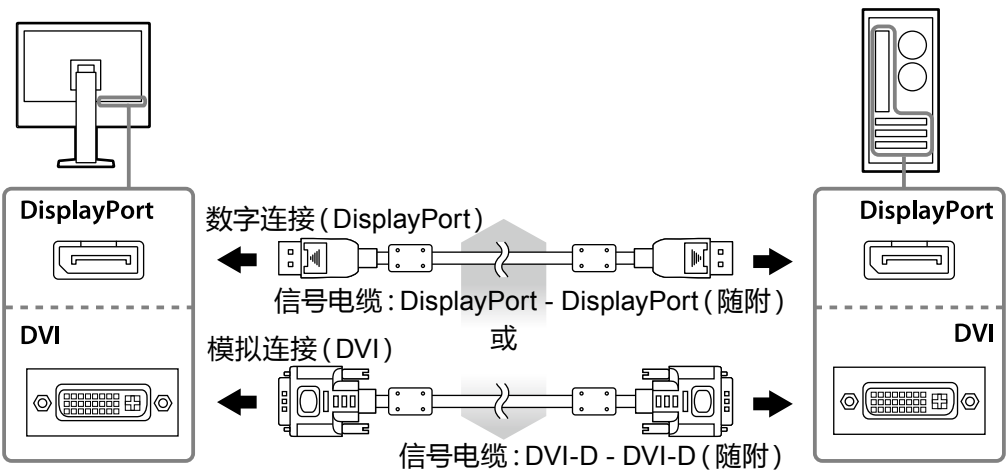 DisplayPort
数字连接(DisplayPort)
DisplayPort
信号电缆:DisplayPort - DisplayPort(随附)
或
DVI
模拟连接(DVI)
DVI
信号电缆:DVI-D - DVI-D(随附)